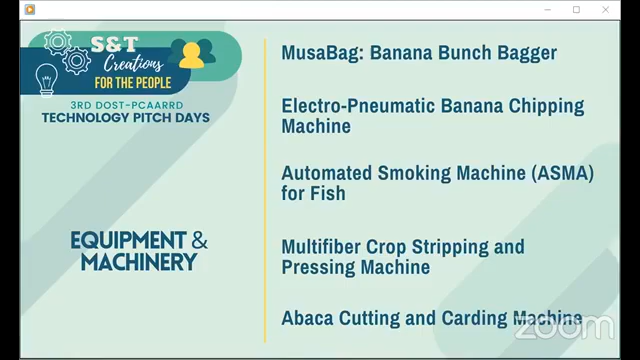 S&T
Creations
FOR THE PEOPLE
3RD DOST-PCAARRD
TECHNOLOGY PITCH DAYS
EQUIPMENT &
MACHINERY
MusaBag: Banana Bunch Bagger
Electro-Pneumatic Banana Chipping
Machine
Automated Smoking Machine (ASMA)
for Fish
Multifiber Crop Stripping and
Pressing Machine
Abaca Cutting and Carding Machine
zoom